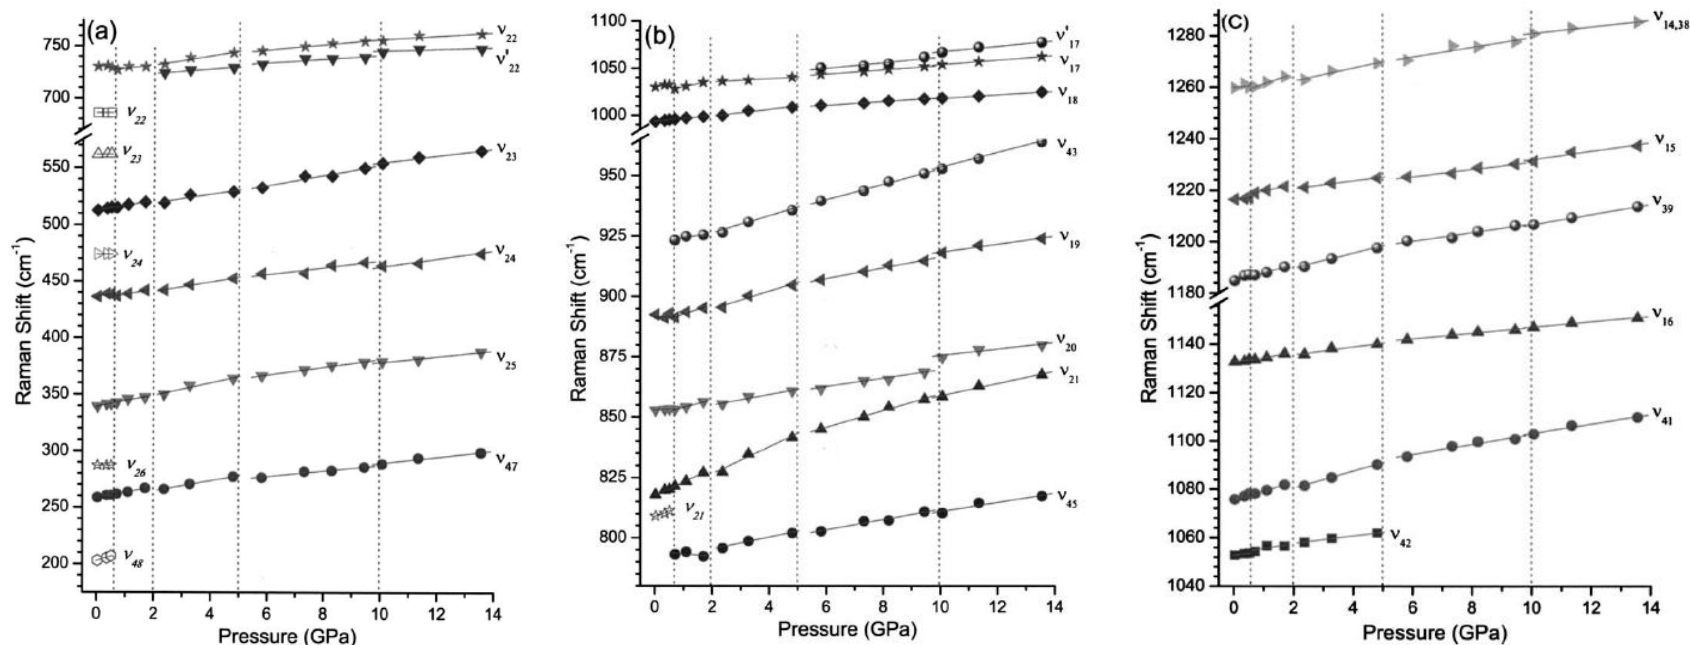 (a)
750
700
550
500
450
400
350
300
250
200
0 2 4 6 8 10 12 14
Raman Shift (cm⁻¹)
Pressure (GPa)
ν₂₂
ν'₂₂
ν₂₂
ν₂₃
ν₂₃
ν₂₄
ν₂₄
ν₂₅
ν₂₆
ν₄₇
ν₄₈
(b)
1100
1050
1000
950
925
900
875
850
825
800
0 2 4 6 8 10 12 14
Raman Shift (cm⁻¹)
Pressure (GPa)
ν'₁₇
ν₁₇
ν₁₈
ν₄₃
ν₁₉
ν₂₀
ν₂₁
ν₂₁
ν₄₅
(c)
1280
1260
1240
1220
1200
1180
1140
1120
1100
1080
1060
1040
0 2 4 6 8 10 12 14
Raman Shift (cm⁻¹)
Pressure (GPa)
ν₁₄,₃₈
ν₁₅
ν₃₉
ν₁₆
ν₄₁
ν₄₂